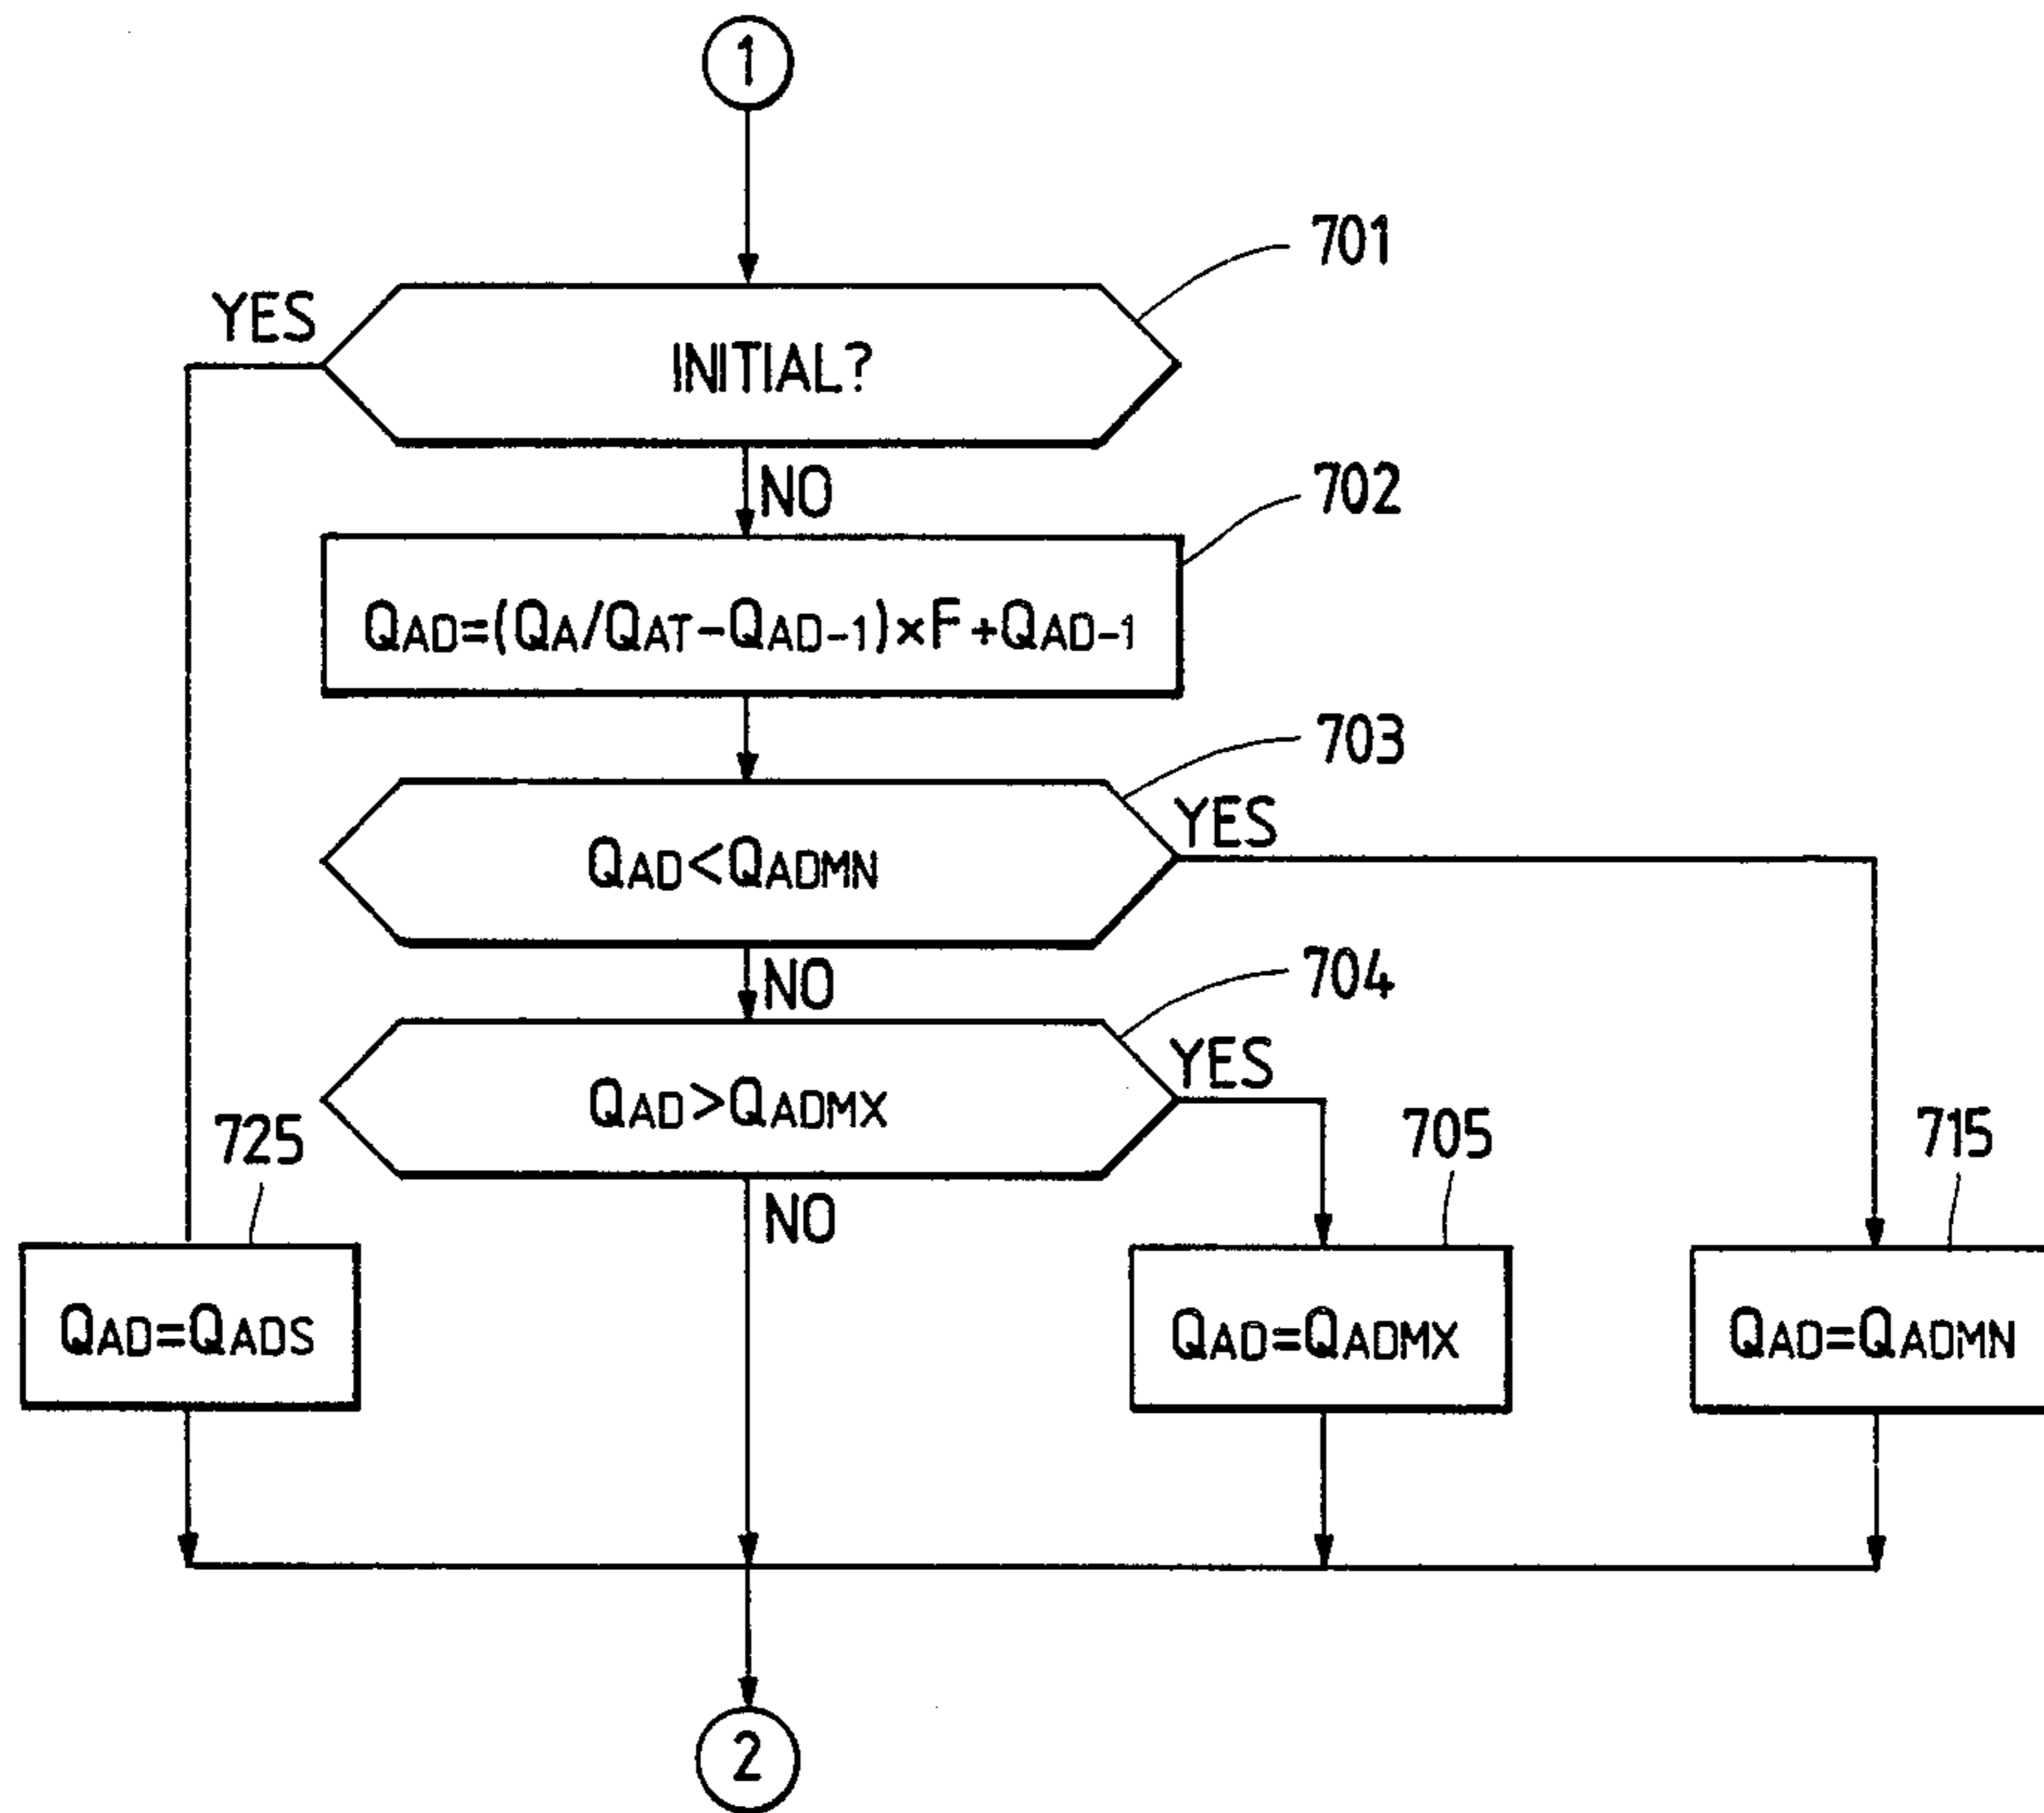 1
701
YES
INITIAL?
NO
702
QAD=(QA/QAT-QAD-1)×F+QAD-1
703
YES
QAD<QADMN
NO
704
YES
QAD>QADMX
725
705
715
NO
QAD=QADS
QAD=QADMX
QAD=QADMN
2